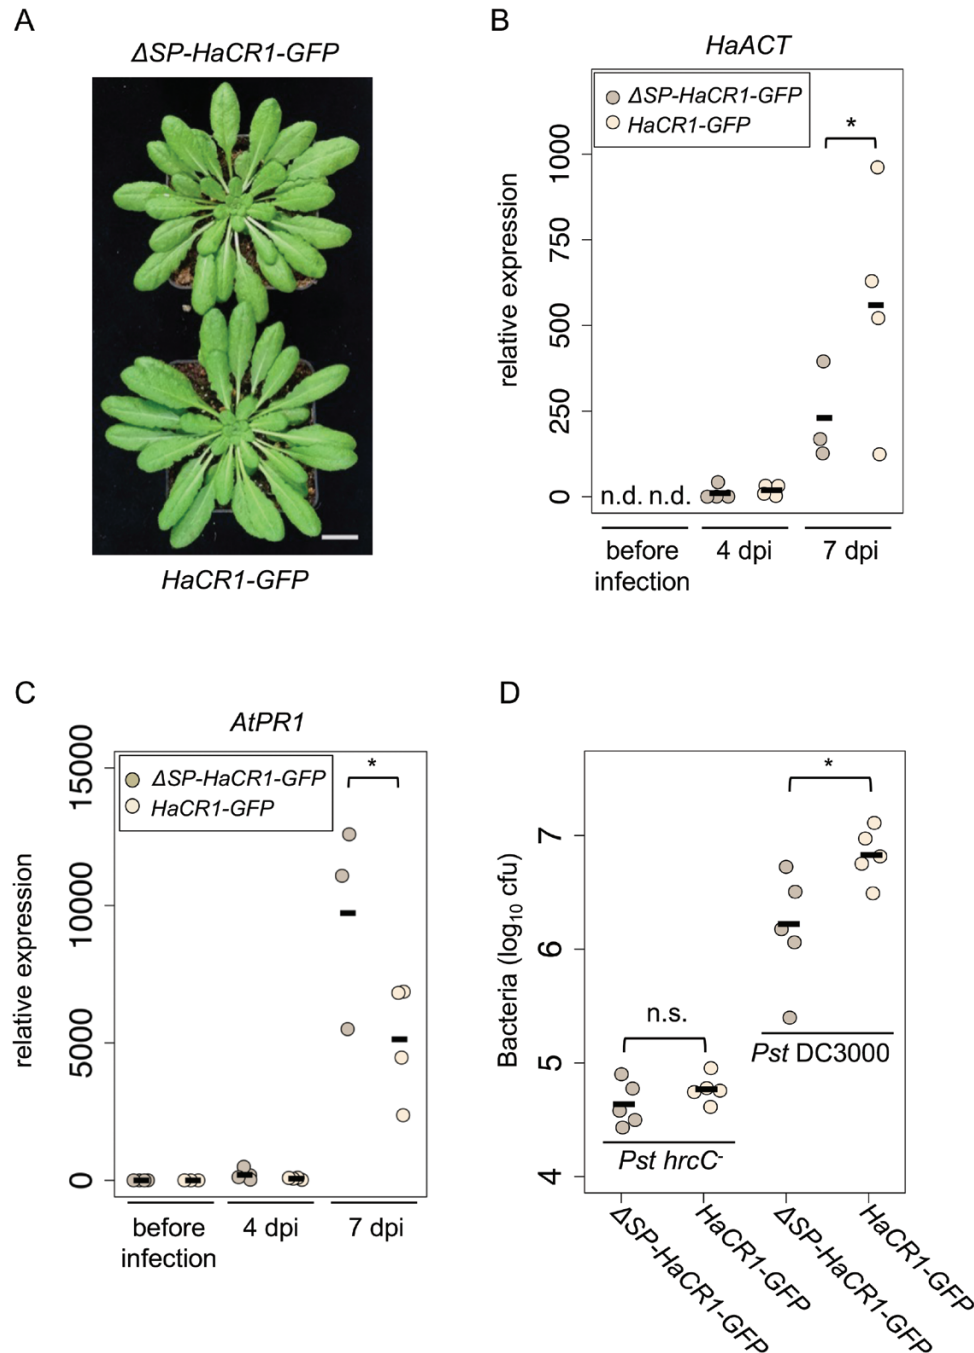 A
ΔSP-HaCR1-GFP
HaCR1-GFP
B
HaACT
ΔSP-HaCR1-GFP
HaCR1-GFP
*
relative expression
1000
750
500
250
0
n.d. n.d.
before
infection
4 dpi
7 dpi
C
AtPR1
ΔSP-HaCR1-GFP
HaCR1-GFP
*
relative expression
15000
10000
5000
0
before
infection
4 dpi
7 dpi
D
*
Bacteria (log10 cfu)
7
6
5
4
n.s.
Pst DC3000
Pst hrcC-
ΔSP-HaCR1-GFP
HaCR1-GFP
ΔSP-HaCR1-GFP
HaCR1-GFP